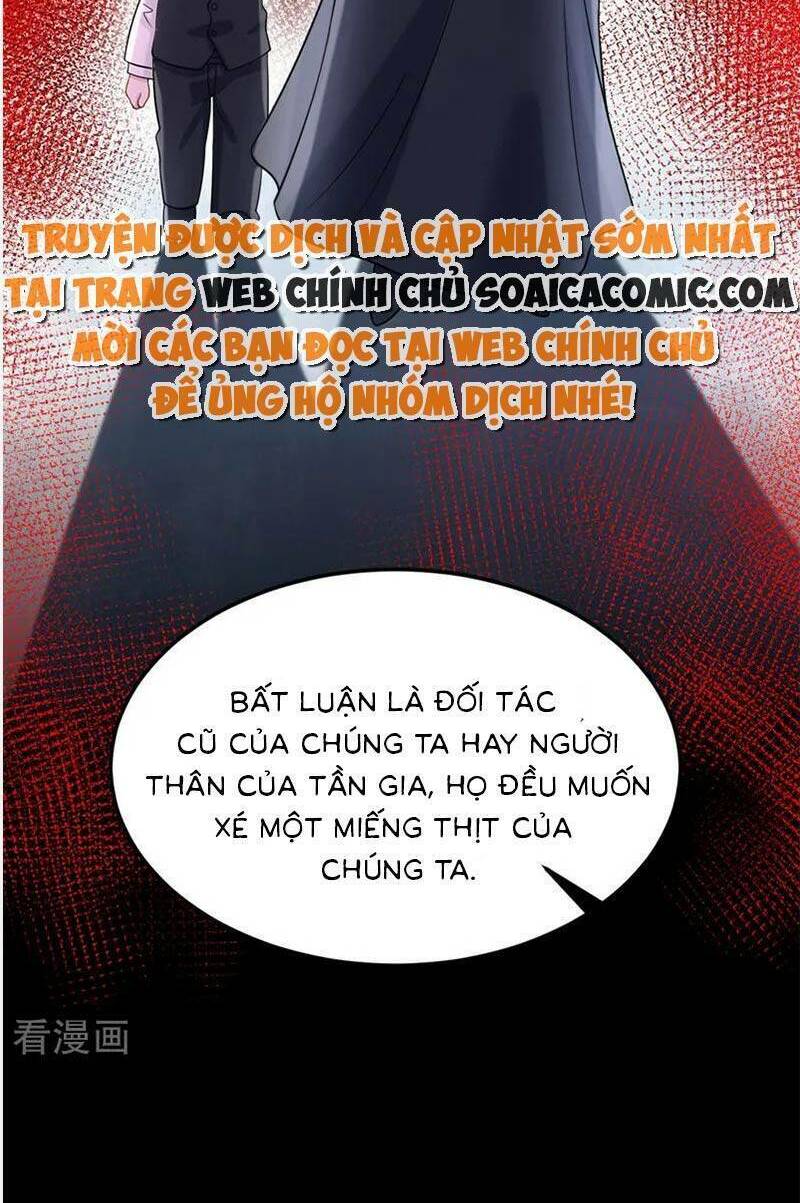 TRUYỆN ĐƯỢC DỊCH VÀ CẬP NHẬT SỚM NHẤT
TẠI TRANG WEB CHÍNH CHỦ SOAICACOMIC.COM
MỜI CÁC BẠN ĐỌC TẠI WEB CHÍNH CHỦ
ĐỂ ỦNG HỘ NHÓM DỊCH NHÉ!
BẤT LUẬN LÀ ĐỐI TÁC
CŨ CỦA CHÚNG TA HAY NGƯỜI
THÂN CỦA TẦN GIA, HỌ ĐỀU MUỐN
XÉ MỘT MIẾNG THỊT CỦA
CHÚNG TA.
看漫画